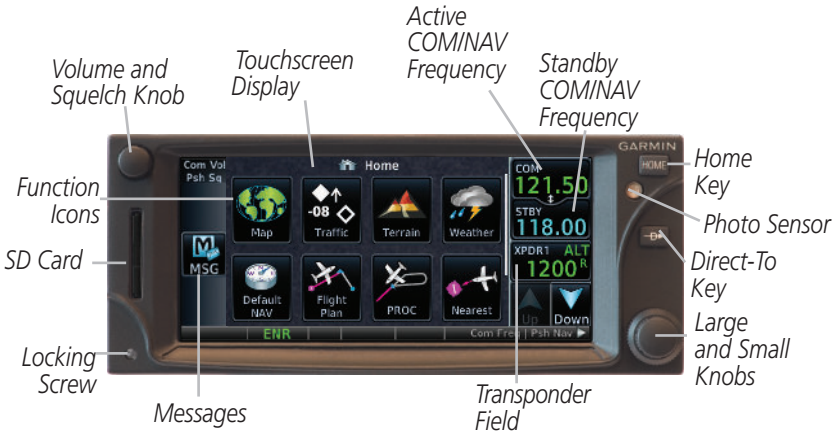 Active
COM/NAV
Frequency
Standby
COM/NAV
Frequency
Touchscreen
Display
Volume and
Squelch Knob
Function
Icons
SD Card
Locking
Screw
Messages
Transponder
Field
Home
Key
Photo Sensor
Direct-To
Key
Large
and Small
Knobs
GARMIN
HOME
D
Com Vol
Psh Sq
Home
MSG
Map
Traffic
-08
Terrain
Weather
Default
NAV
Flight
Plan
PROC
Nearest
COM
121.50
STBY
118.00
XPDR1 ALT
1200 R
Up
Down
ENR
Com Freq | Psh Nav